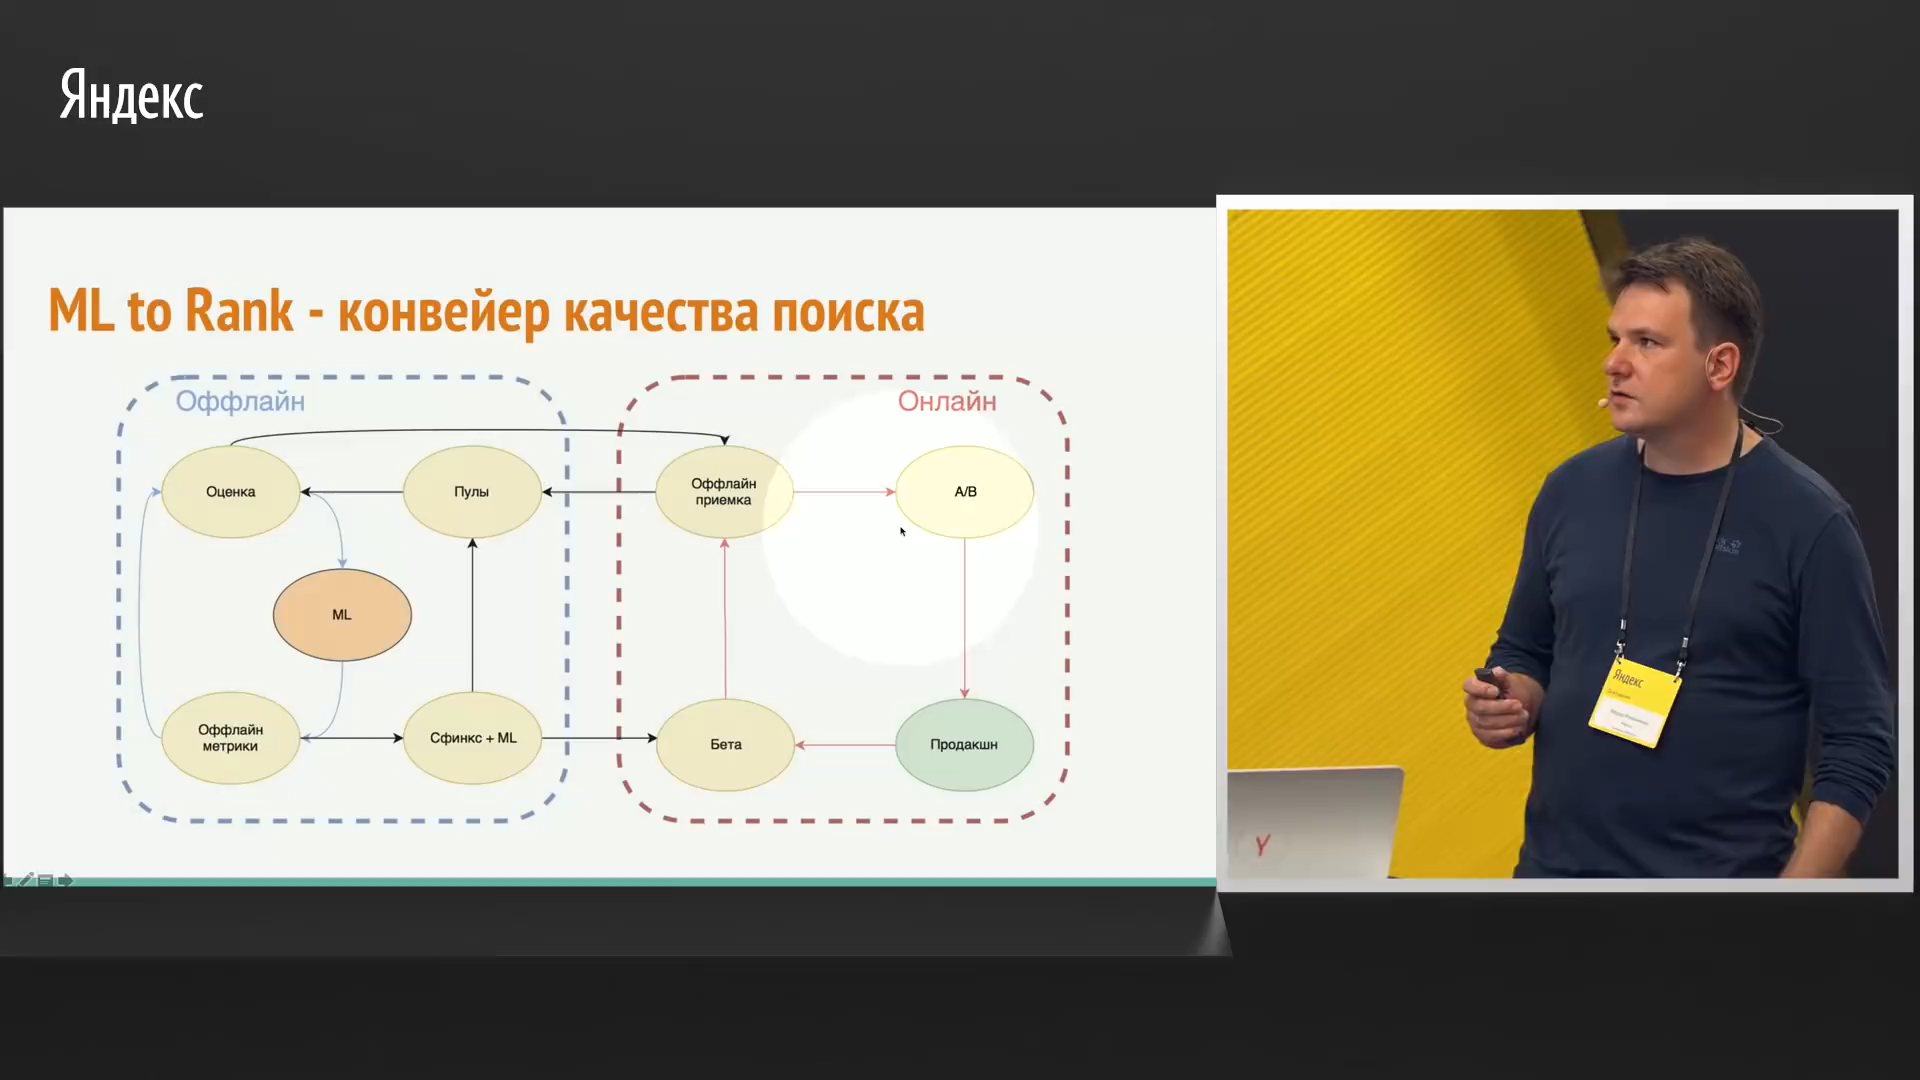 Яндекс
ML to Rank - конвейер качества поиска
Оффлайн
Онлайн
Оценка
Пулы
Оффлайн
приемка
A/B
ML
Оффлайн
метрики
Сфинкс + ML
Бета
Продакшн
Яндекс
Y